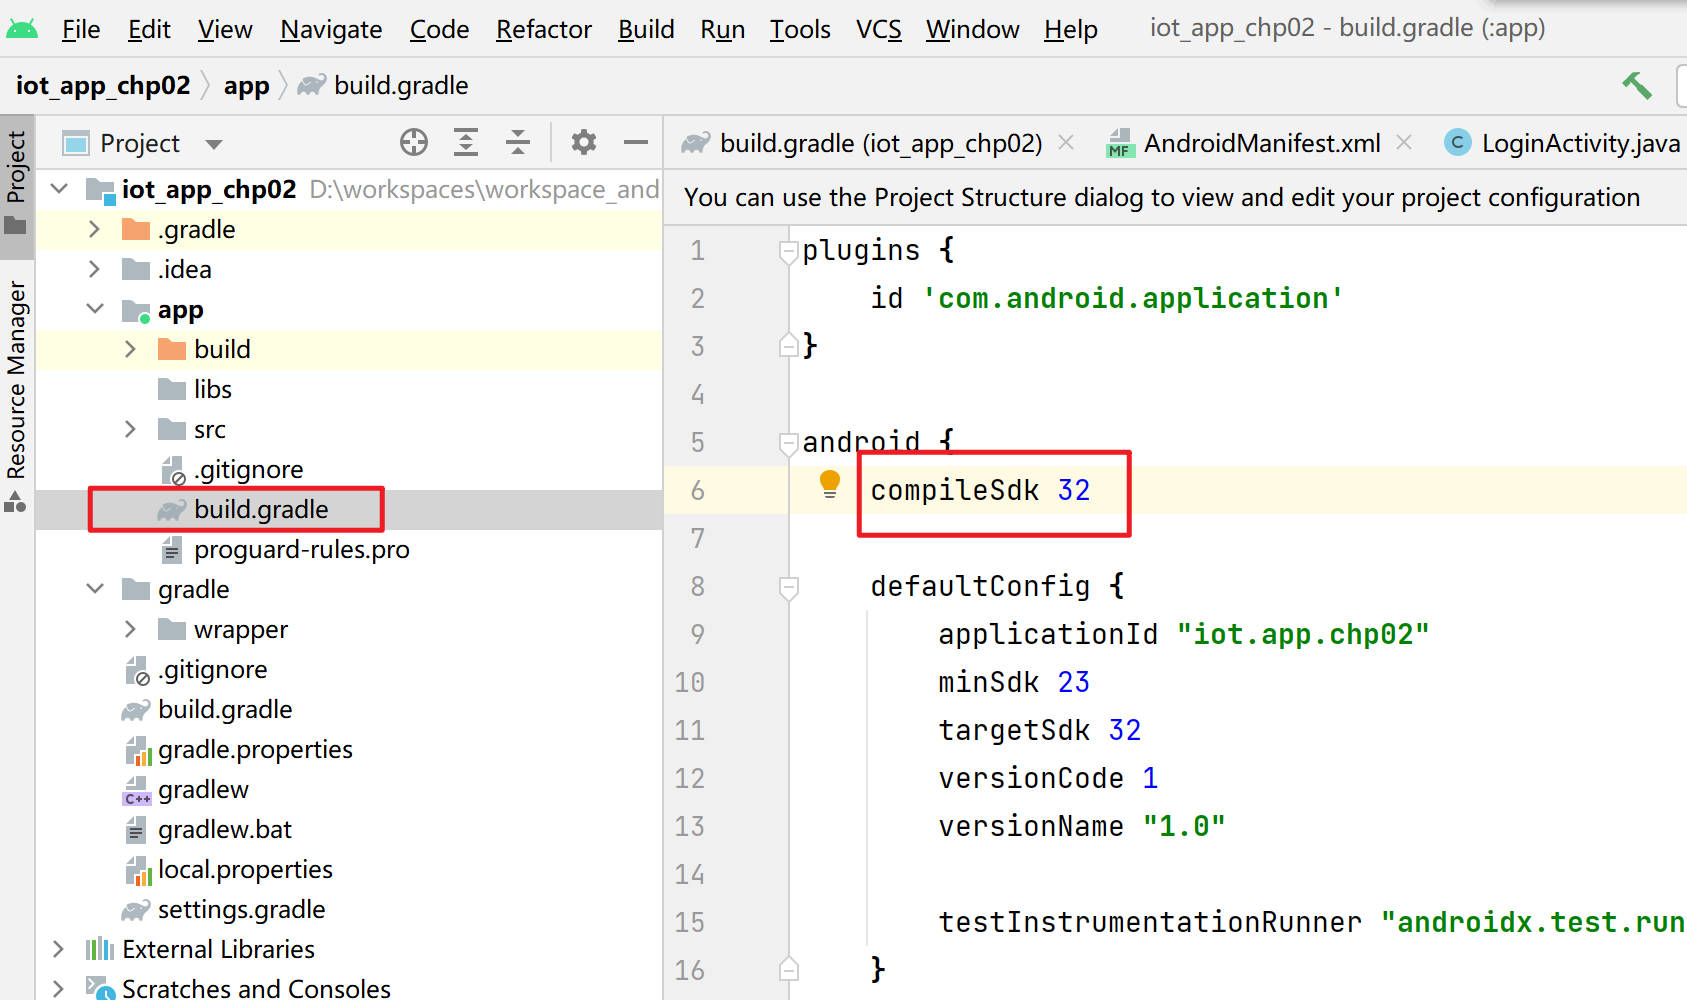 File Edit View Navigate Code Refactor Build Run Tools VCS Window Help iot_app_chp02 - build.gradle (:app)
iot_app_chp02 app build.gradle
Project
Resource Manager
Project
iot_app_chp02 D:\workspaces\workspace_and
.gradle
.idea
app
build
libs
src
.gitignore
build.gradle
proguard-rules.pro
gradle
wrapper
.gitignore
build.gradle
gradle.properties
C++ gradlew
gradlew.bat
local.properties
settings.gradle
External Libraries
Scratches and Consoles
build.gradle (iot_app_chp02) MF AndroidManifest.xml C LoginActivity.java
You can use the Project Structure dialog to view and edit your project configuration
1 plugins {
2 id 'com.android.application'
3 }
4
5 android {
6 compileSdk 32
7
8 defaultConfig {
9 applicationId "iot.app.chp02"
10 minSdk 23
11 targetSdk 32
12 versionCode 1
13 versionName "1.0"
14
15 testInstrumentationRunner "androidx.test.run
16 }